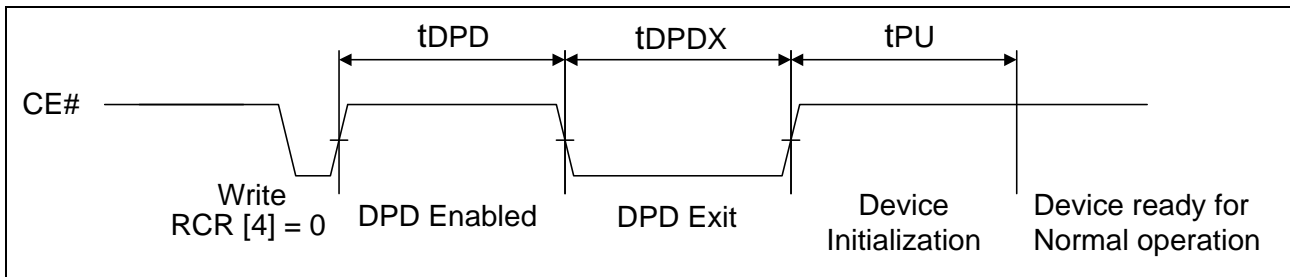 tDPD tDPDX tPU
CE#
Write
RCR [4] = 0
DPD Enabled
DPD Exit
Device
Initialization
Device ready for
Normal operation